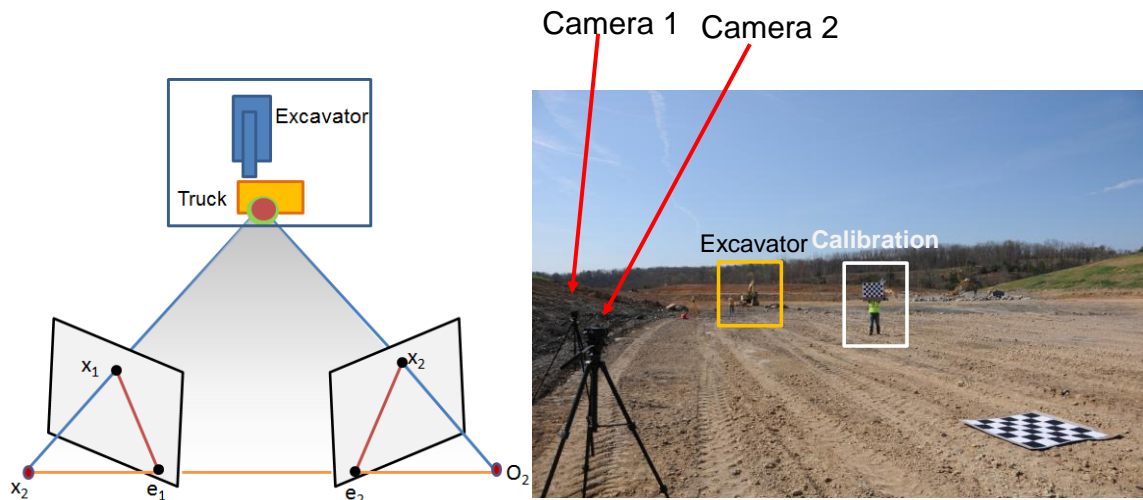 Camera 1
Camera 2
Excavator
Truck
Excavator
Calibration
x1
x2
x2
e1
e2
O2